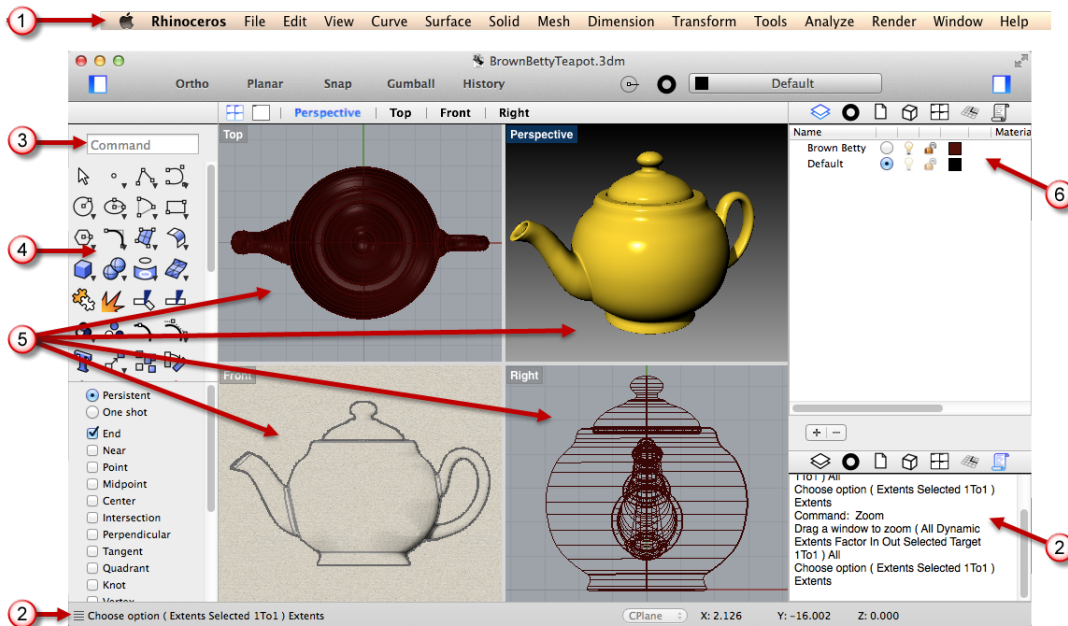 1
Rhinoceros File Edit View Curve Surface Solid Mesh Dimension Transform Tools Analyze Render Window Help
BrownBettyTeapot.3dm
Ortho Planar Snap Gumball History Default
Perspective Top Front Right
3
Command
Top
Perspective
Name Materia
Brown Betty
Default
6
4
5
Front
Right
Persistent
One shot
End
Near
Point
Midpoint
Center
Intersection
Perpendicular
Tangent
Quadrant
Knot
Vertex
1To1 ) All
Choose option ( Extents Selected 1To1 )
Extents
Command: Zoom
Drag a window to zoom ( All Dynamic
Extents Factor In Out Selected Target
1To1 ) All
Choose option ( Extents Selected 1To1 )
Extents
2
2
Choose option ( Extents Selected 1To1 ) Extents
CPlane X: 2.126 Y: -16.002 Z: 0.000